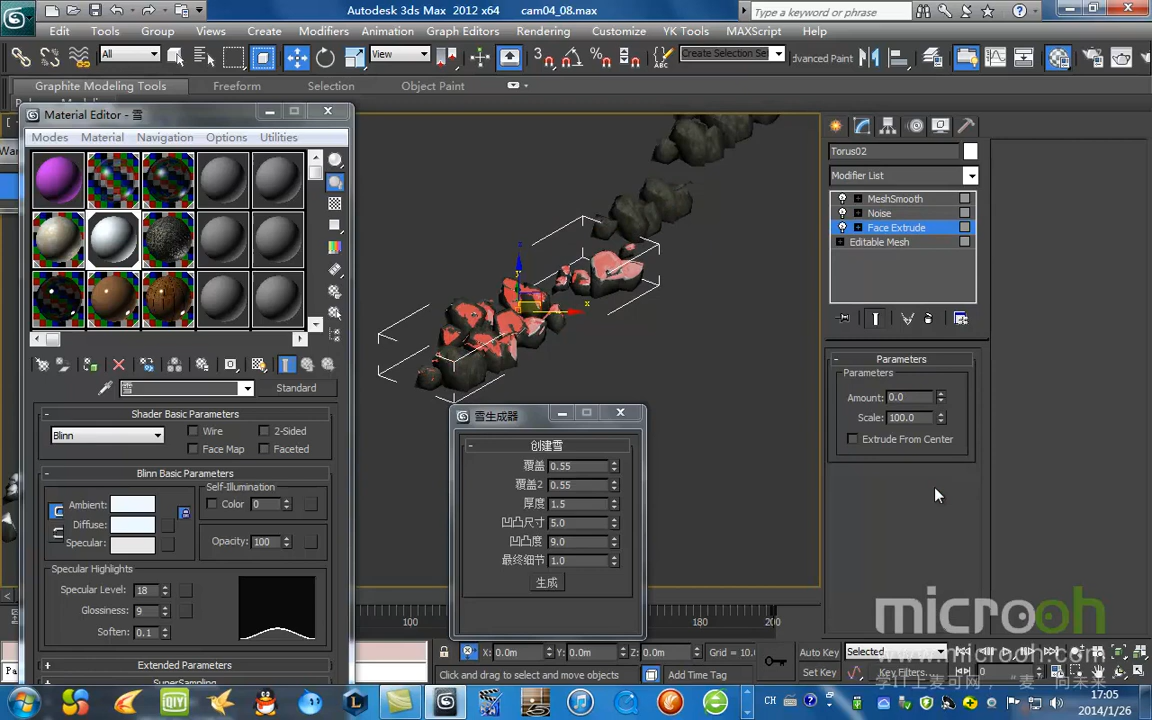 Autodesk 3ds Max 2012 x64
cam04_08.max
Type a keyword or phrase
Edit Tools Group Views Create Modifiers Animation Graph Editors Rendering Customize YK Tools MAXScript Help
All
View
Create Selection Se
Advanced Paint
Graphite Modeling Tools
Freeform
Selection
Object Paint
Material Editor - 雪
Modes Material Navigation Options Utilities
雪
Standard
Shader Basic Parameters
Blinn
Wire
2-Sided
Face Map
Faceted
Blinn Basic Parameters
Self-Illumination
Ambient:
Color 0
Diffuse:
Specular:
Opacity: 100
Specular Highlights
Specular Level: 18
Glossiness: 9
Soften: 0.1
Extended Parameters
SuperSampling
雪生成器
创建雪
覆盖 0.55
覆盖2 0.55
厚度 1.5
凹凸尺寸 5.0
凹凸度 9.0
最终细节 1.0
生成
Torus02
Modifier List
MeshSmooth
Noise
Face Extrude
Editable Mesh
Parameters
Parameters
Amount: 0.0
Scale: 100.0
Extrude From Center
microoh
www.microoh.com
100
180
200
X: 0.0m Y: 0.0m Z: 0.0m Grid = 10.0
Auto Key
Selected
Click and drag to select and move objects
Add Time Tag
Set Key
Key Filters...
0
DIY
CH
17:05
2014/1/26